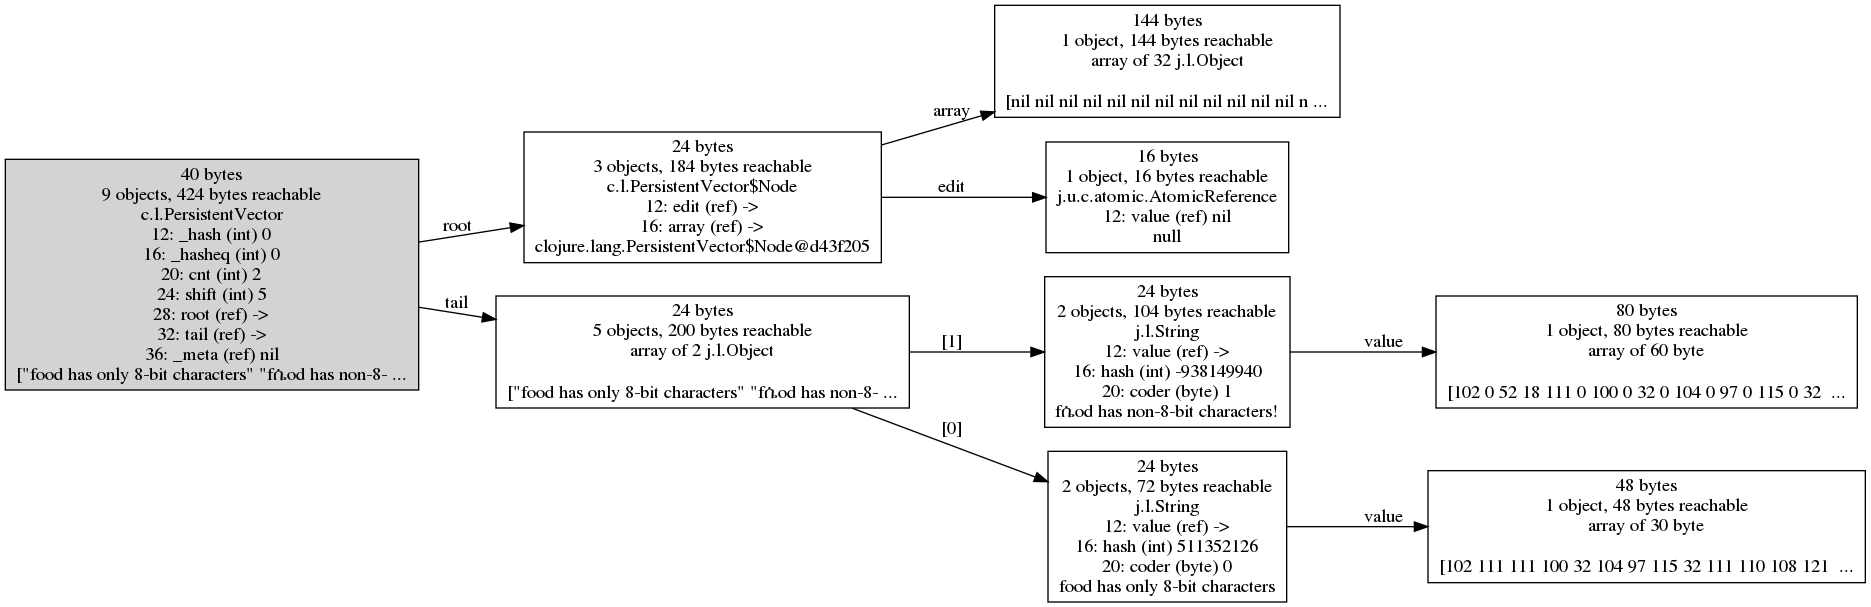 40 bytes
9 objects, 424 bytes reachable
c.l.PersistentVector
12: _hash (int) 0
16: _hasheq (int) 0
20: cnt (int) 2
24: shift (int) 5
28: root (ref) ->
32: tail (ref) ->
36: _meta (ref) nil
["food has only 8-bit characters" "fሴod has non-8- ...
root
tail
24 bytes
3 objects, 184 bytes reachable
c.l.PersistentVector$Node
12: edit (ref) ->
16: array (ref) ->
clojure.lang.PersistentVector$Node@d43f205
24 bytes
5 objects, 200 bytes reachable
array of 2 j.l.Object
["food has only 8-bit characters" "fሴod has non-8- ...
array
edit
[1]
[0]
144 bytes
1 object, 144 bytes reachable
array of 32 j.l.Object
[nil nil nil nil nil nil nil nil nil nil nil nil n ...
16 bytes
1 object, 16 bytes reachable
j.u.c.atomic.AtomicReference
12: value (ref) nil
null
24 bytes
2 objects, 104 bytes reachable
j.l.String
12: value (ref) ->
16: hash (int) -938149940
20: coder (byte) 1
fሴod has non-8-bit characters!
24 bytes
2 objects, 72 bytes reachable
j.l.String
12: value (ref) ->
16: hash (int) 511352126
20: coder (byte) 0
food has only 8-bit characters
value
value
80 bytes
1 object, 80 bytes reachable
array of 60 byte
[102 0 52 18 111 0 100 0 32 0 104 0 97 0 115 0 32 ...
48 bytes
1 object, 48 bytes reachable
array of 30 byte
[102 111 111 100 32 104 97 115 32 111 110 108 121 ...